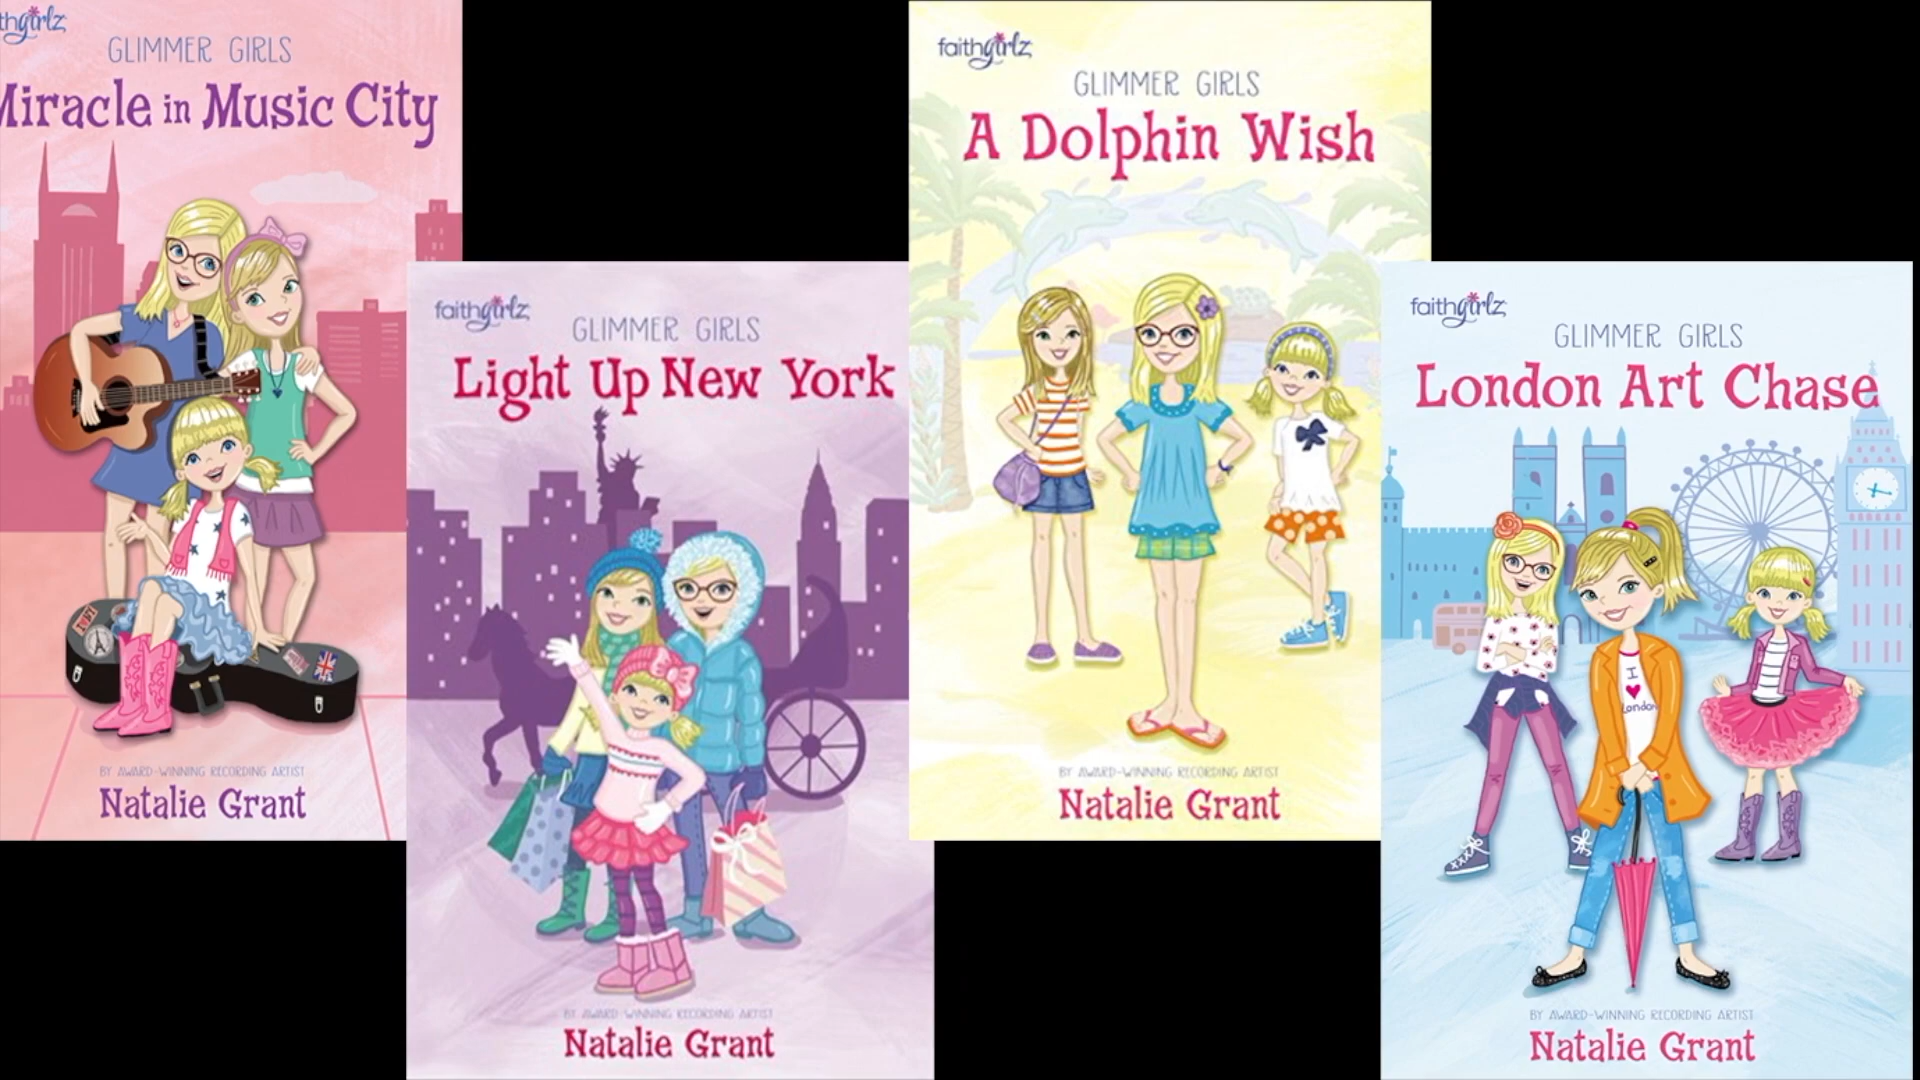 faithgirlz
GLIMMER GIRLS
Miracle in Music City
BY AWARD-WINNING RECORDING ARTIST
Natalie Grant
faithgirlz
GLIMMER GIRLS
Light Up New York
BY AWARD-WINNING RECORDING ARTIST
Natalie Grant
faithgirlz
GLIMMER GIRLS
A Dolphin Wish
BY AWARD-WINNING RECORDING ARTIST
Natalie Grant
faithgirlz
GLIMMER GIRLS
London Art Chase
I
London
BY AWARD-WINNING RECORDING ARTIST
Natalie Grant